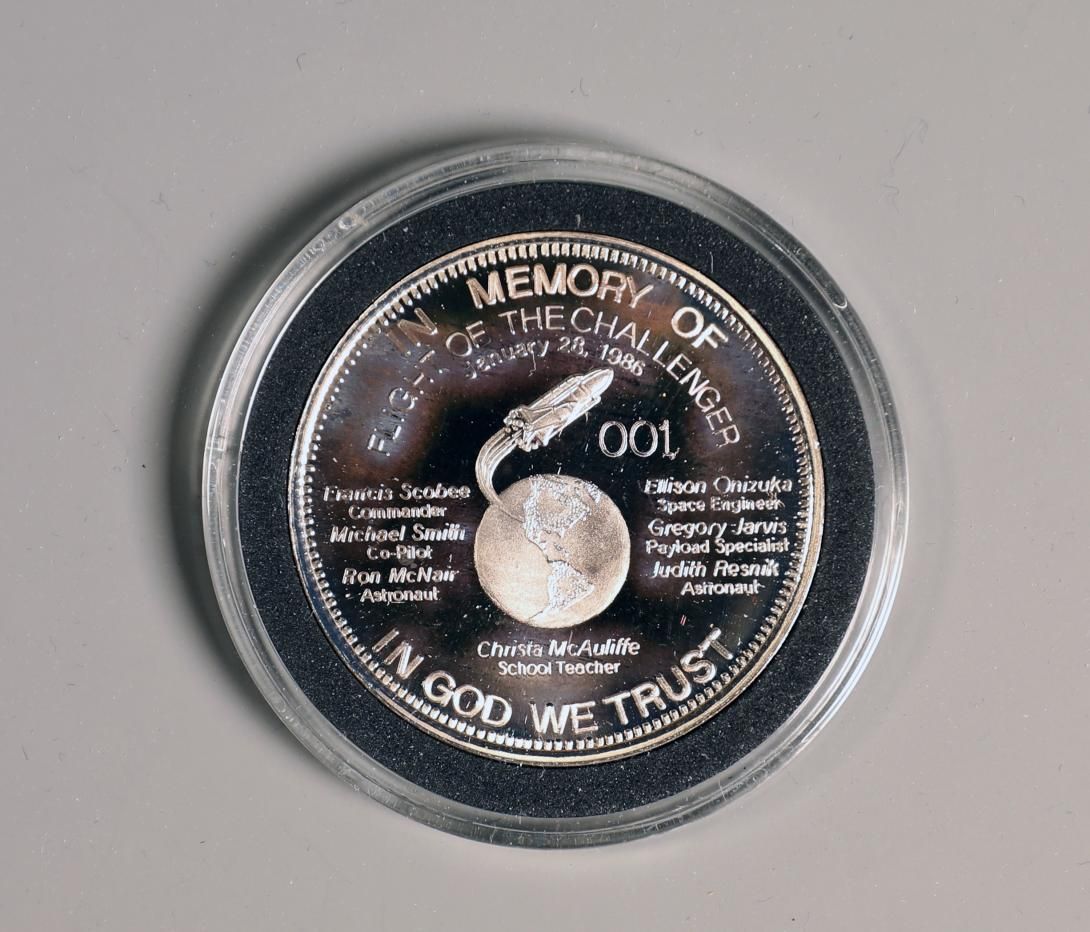 IN MEMORY OF
FLIGHT OF THE CHALLENGER
January 28, 1986
001
Francis Scobee
Commander
Michael Smith
Co-Pilot
Ron McNair
Astronaut
Ellison Onizuka
Space Engineer
Gregory Jarvis
Payload Specialist
Judith Resnik
Astronaut
Christa McAuliffe
School Teacher
IN GOD WE TRUST